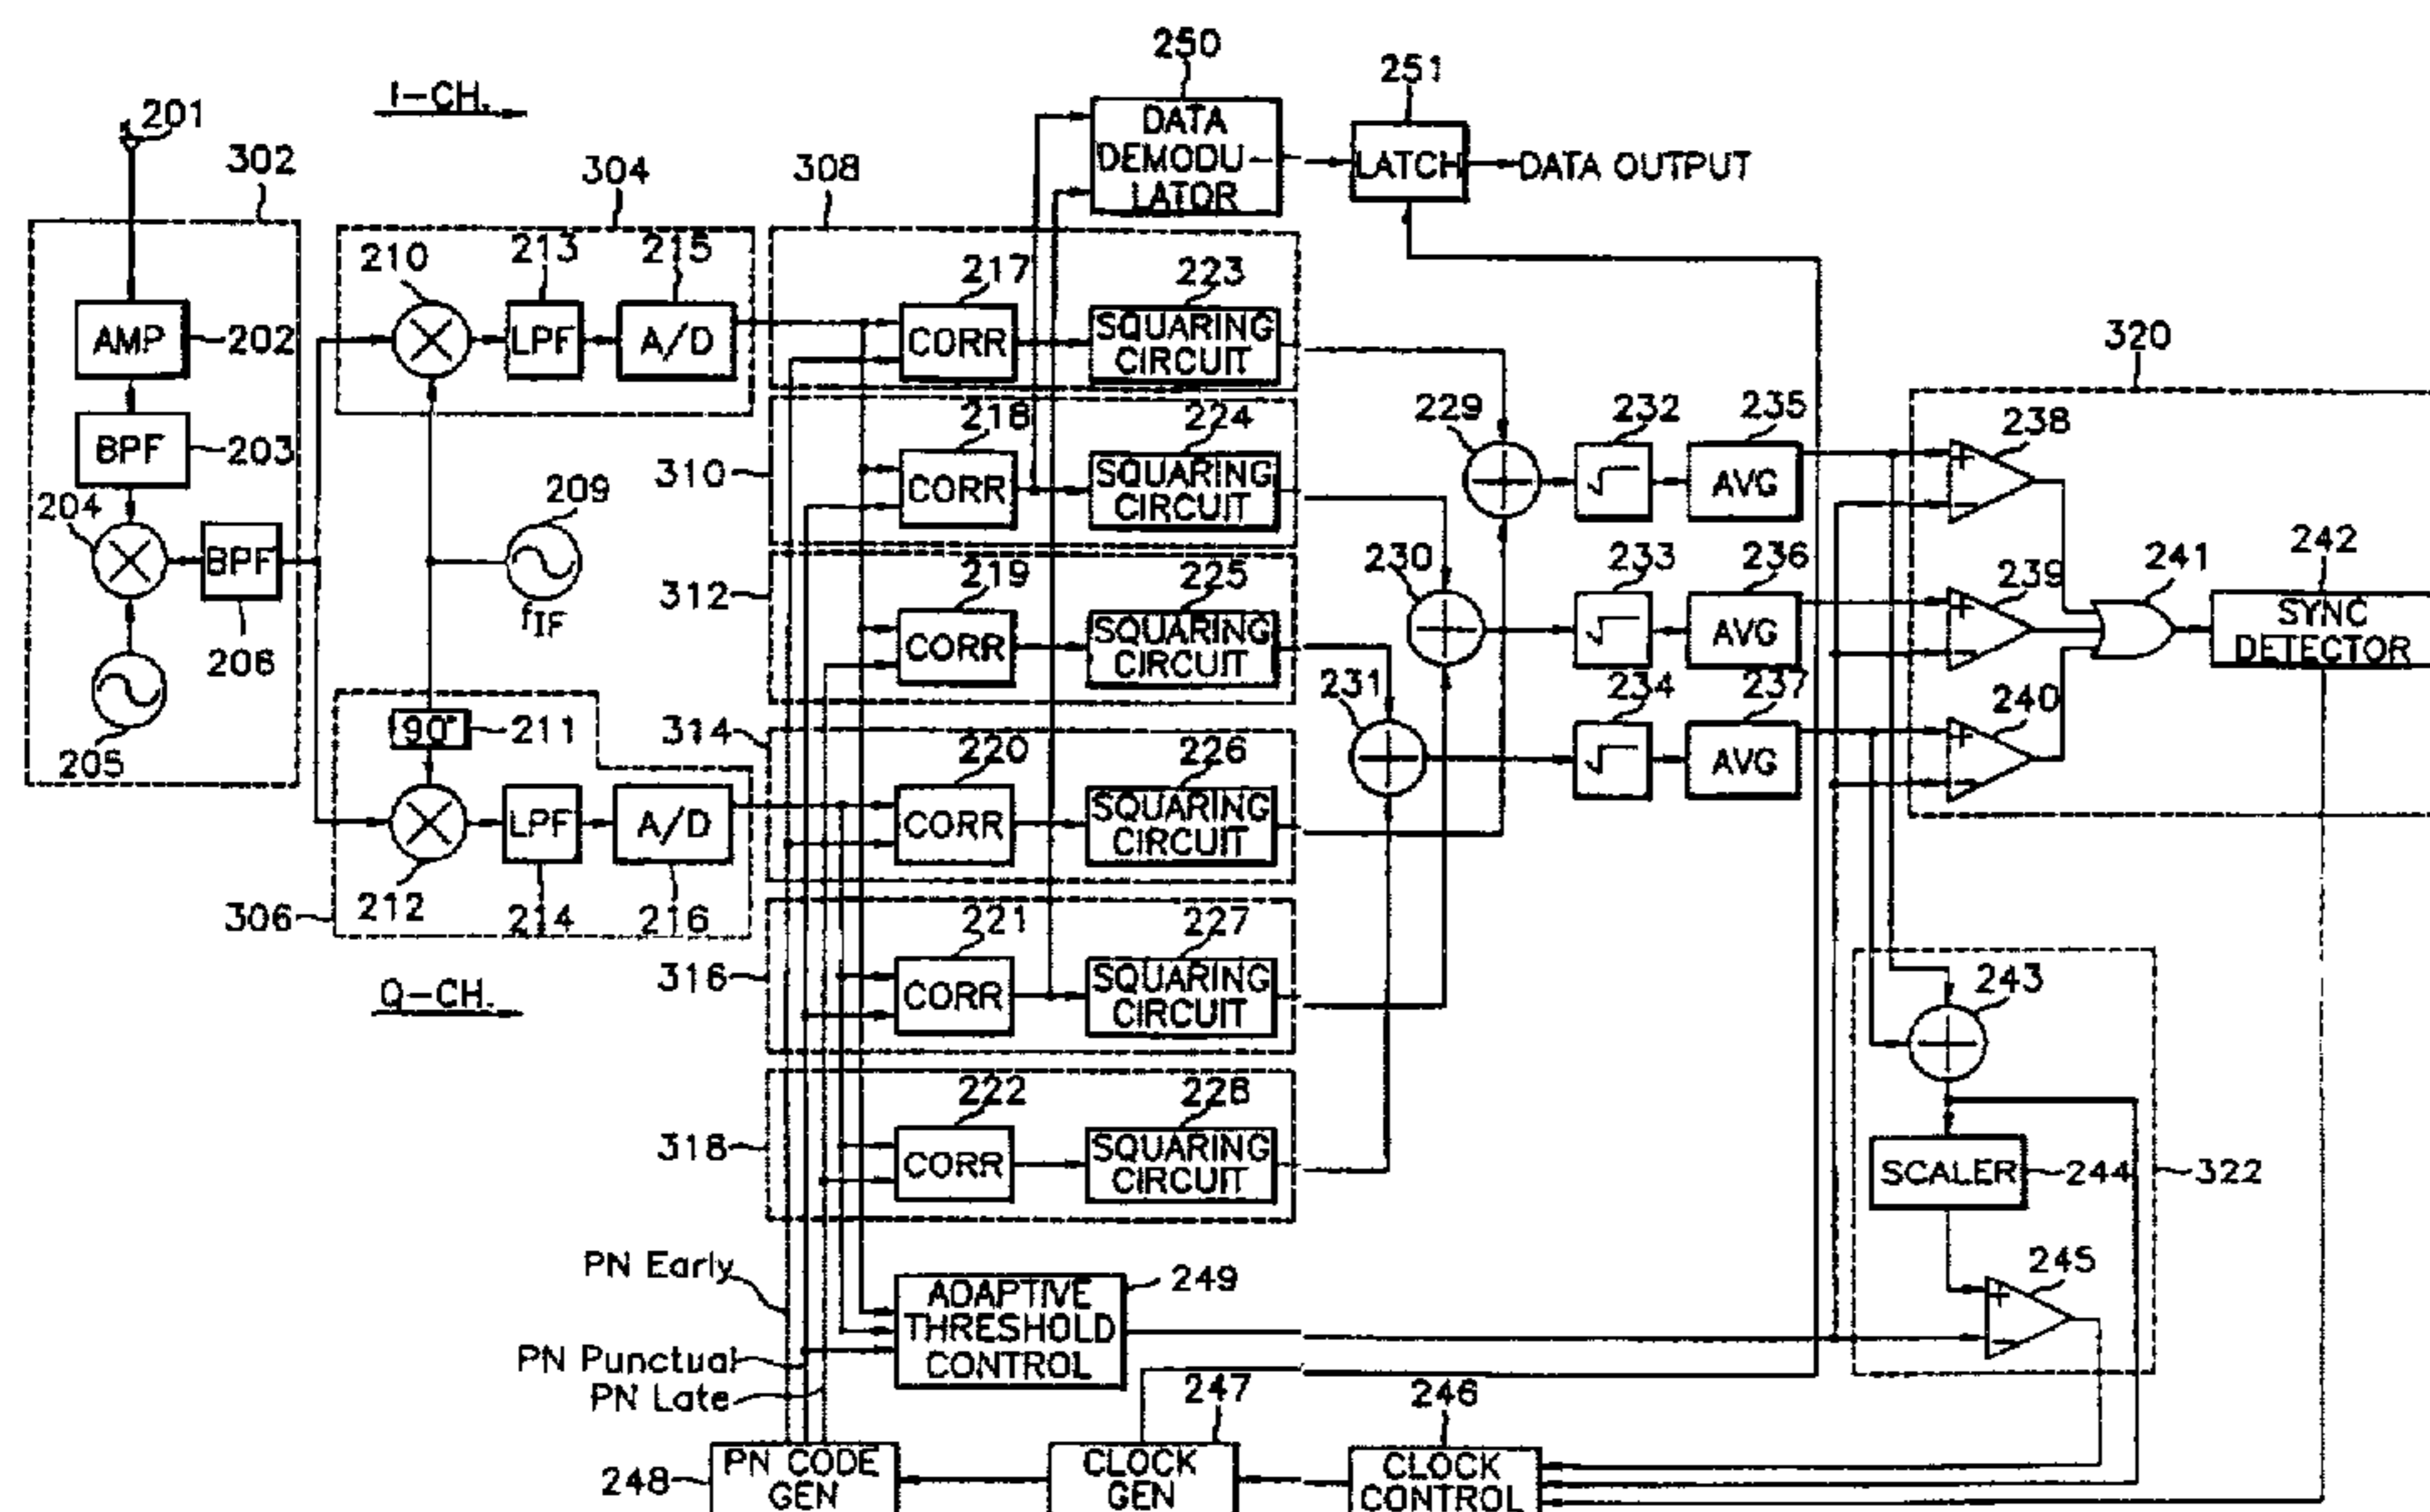 250
251
I-CH.
201
302
304
308
DATA
DEMODU-
LATOR
LATCH
DATA OUTPUT
210
213
215
217
223
AMP
202
LPF
A/D
CORR
SQUARING
CIRCUIT
320
BPF
203
218
224
310
CORR
SQUARING
CIRCUIT
229
232
235
238
AVG
204
209
BPF
fIF
206
205
312
219
225
CORR
SQUARING
CIRCUIT
230
233
236
239
AVG
241
242
SYNC
DETECTOR
90°
211
314
220
226
CORR
SQUARING
CIRCUIT
231
234
237
240
AVG
LPF
A/D
306
212
214
216
Q-CH.
316
221
227
CORR
SQUARING
CIRCUIT
243
318
222
228
CORR
SQUARING
CIRCUIT
SCALER
244
322
PN Early
PN Punctual
PN Late
ADAPTIVE
THRESHOLD
CONTROL
249
245
247
246
248
PN CODE
GEN
CLOCK
GEN
CLOCK
CONTROL